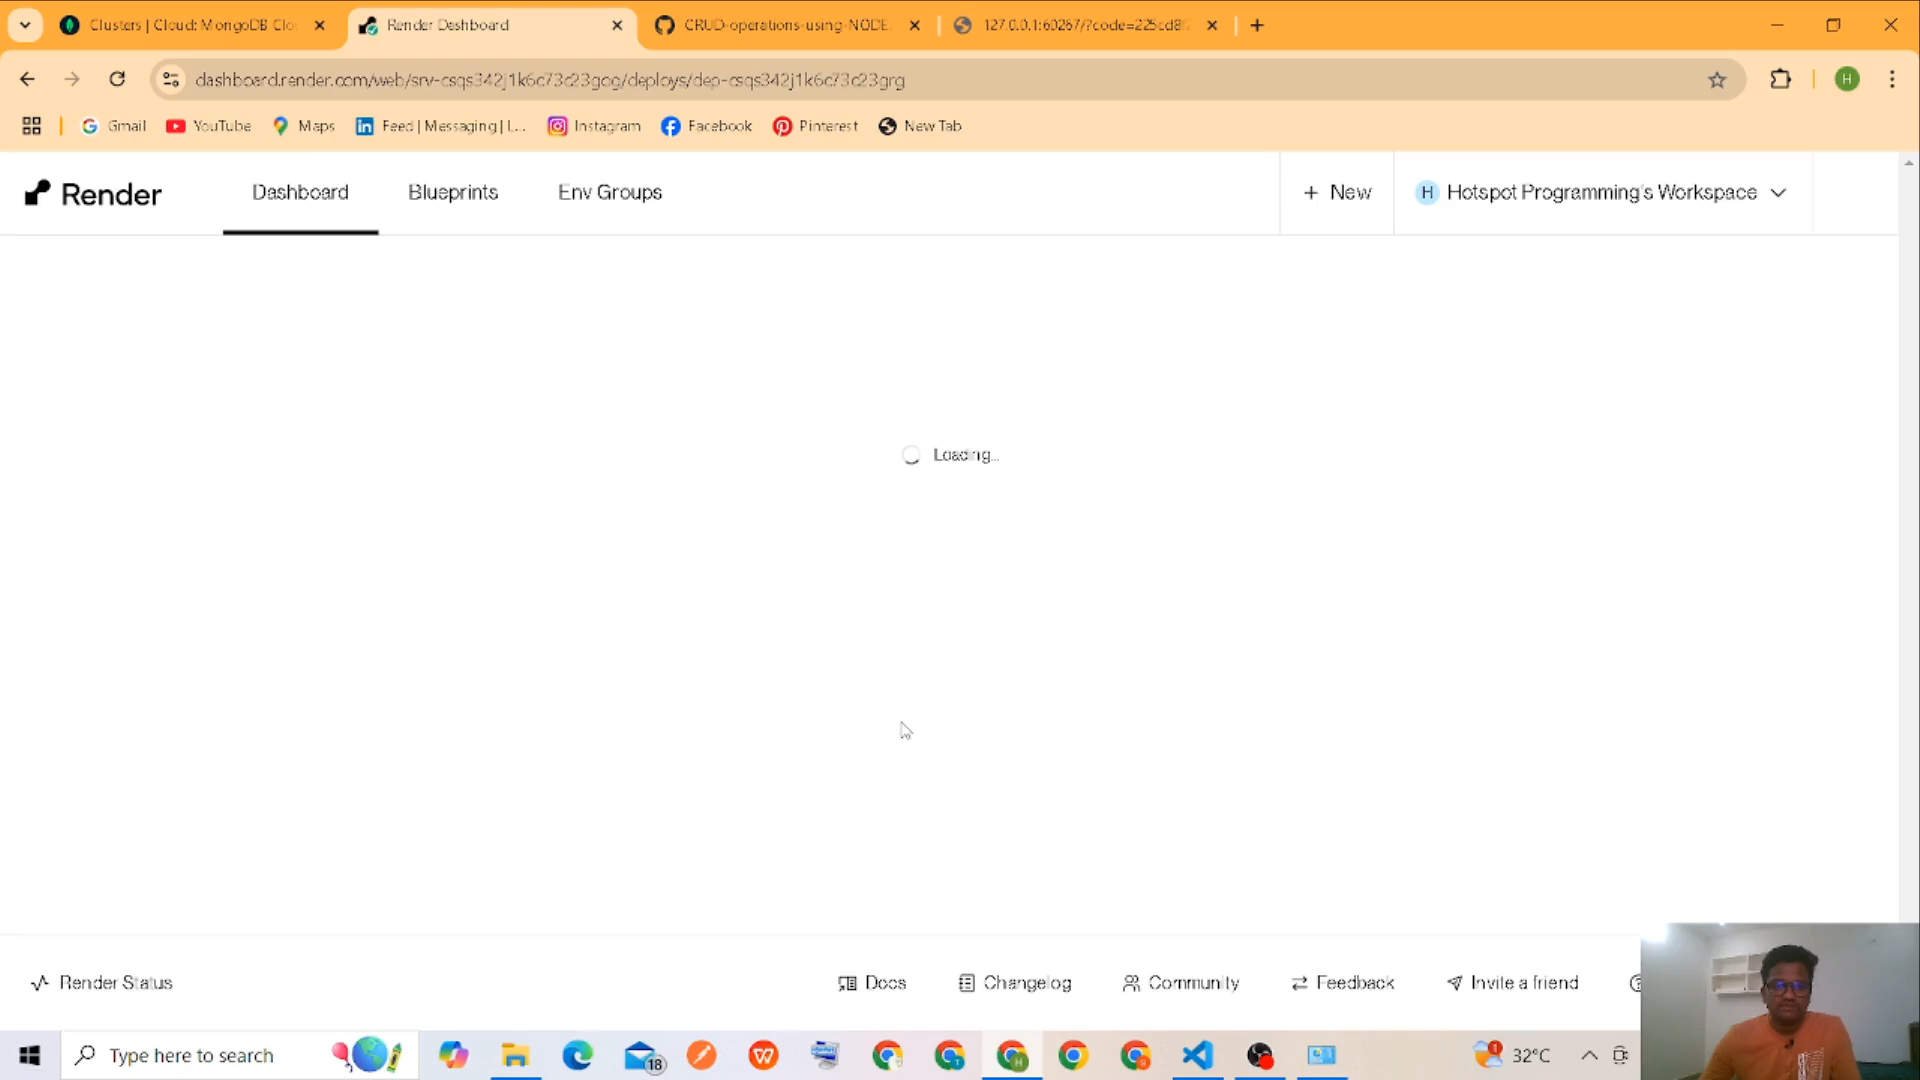 Clusters | Cloud: MongoDB Clo
Render Dashboard
CRUD-operations-using-NODE.
127.0.0.1:60267/?code=225cd8f
dashboard.render.com/web/srv-csqs342j1k6c73c23gog/deploys/dep-csqs342j1k6c73c23grg
H
Gmail
YouTube
Maps
Feed | Messaging | L...
Instagram
Facebook
Pinterest
New Tab
Render
Dashboard
Blueprints
Env Groups
+ New
H Hotspot Programming's Workspace
Loading...
Render Status
Docs
Changelog
Community
Feedback
Invite a friend
Type here to search
18
32°C